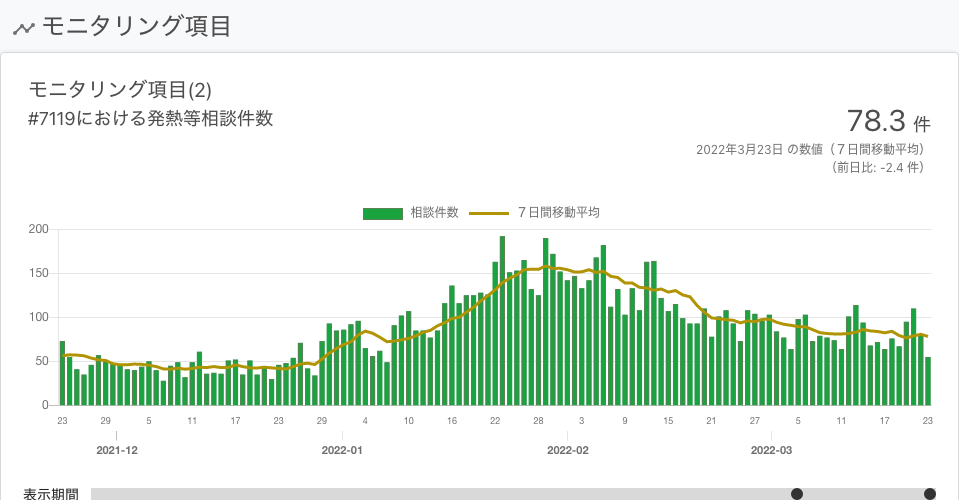 モニタリング項目
モニタリング項目(2)
#7119における発熱等相談件数
78.3 件
2022年3月23日 の数値（７日間移動平均）
（前日比: -2.4 件）
相談件数 ７日間移動平均
200
150
100
50
0
23 29 5 11 17 23 29 4 10 16 22 28 3 9 15 21 27 5 11 17 23
2021-12 2022-01 2022-02 2022-03
表示期間